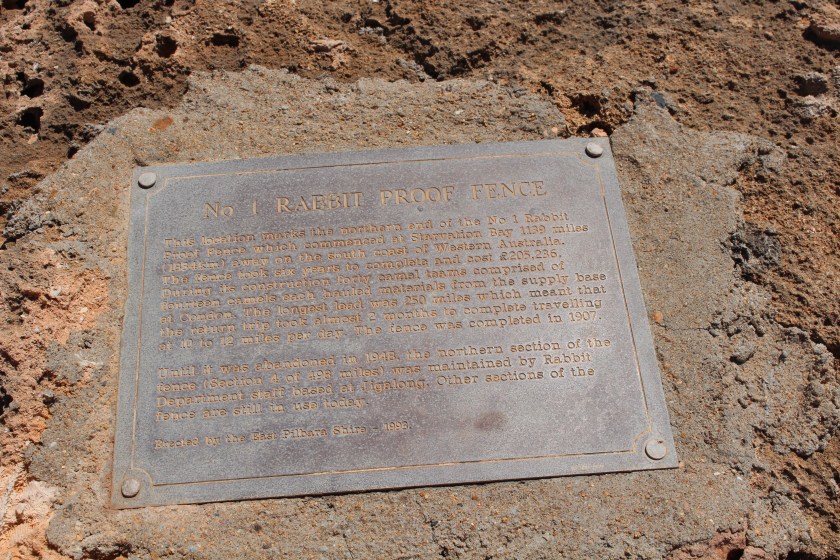 No 1 RABBIT PROOF FENCE
This location marks the northern end of the No 1 Rabbit
Proof Fence which commenced at Starvation Bay 1139 miles
(1834km) away on the south coast of Western Australia.
The fence took six years to complete and cost £205,236.
During its construction forty camel teams comprised of
fourteen camels each hauled materials from the supply base
at Condon. The longest lead was 250 miles which meant that
the return trip took almost 2 months to complete travelling
at 10 to 12 miles per day. The fence was completed in 1907.
Until it was abandoned in 1948, the northern section of the
fence (Section 4 of 498 miles) was maintained by Rabbit
Department staff based at Jigalong. Other sections of the
fence are still in use today.
Erected by the East Pilbara Shire - 1999.